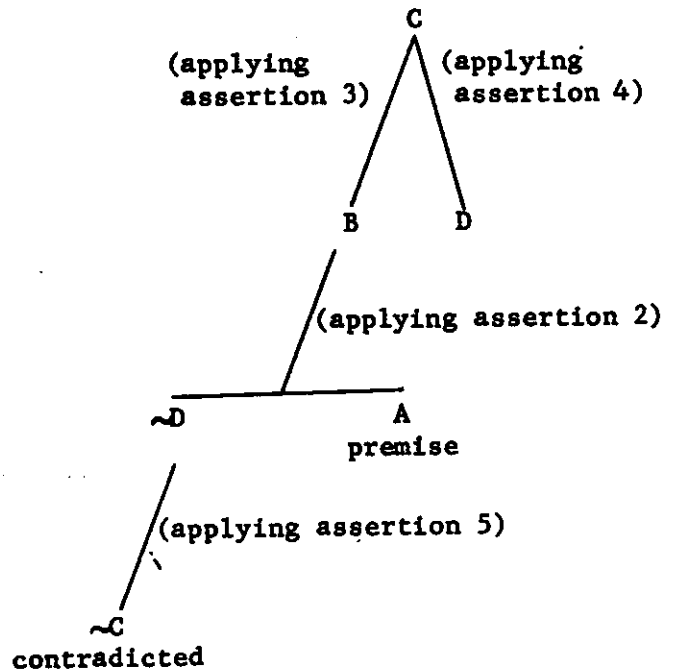 C
(applying assertion 3)
(applying assertion 4)
B D
(applying assertion 2)
~D A
premise
(applying assertion 5)
~C
contradicted